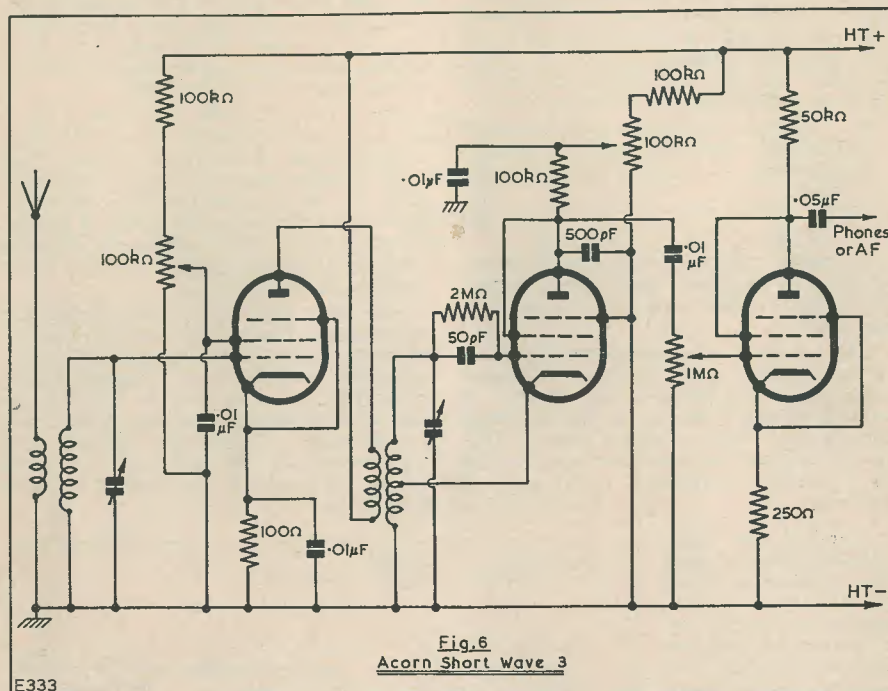 HT+
100kΩ
100kΩ
50kΩ
100kΩ
·01µF
100kΩ
·05µF
Phones
or AF
500pF
·01
µF
100kΩ
2MΩ
50pF
1MΩ
·01
µF
100Ω
·01µF
250Ω
HT-
Fig.6
Acorn Short Wave 3
E333